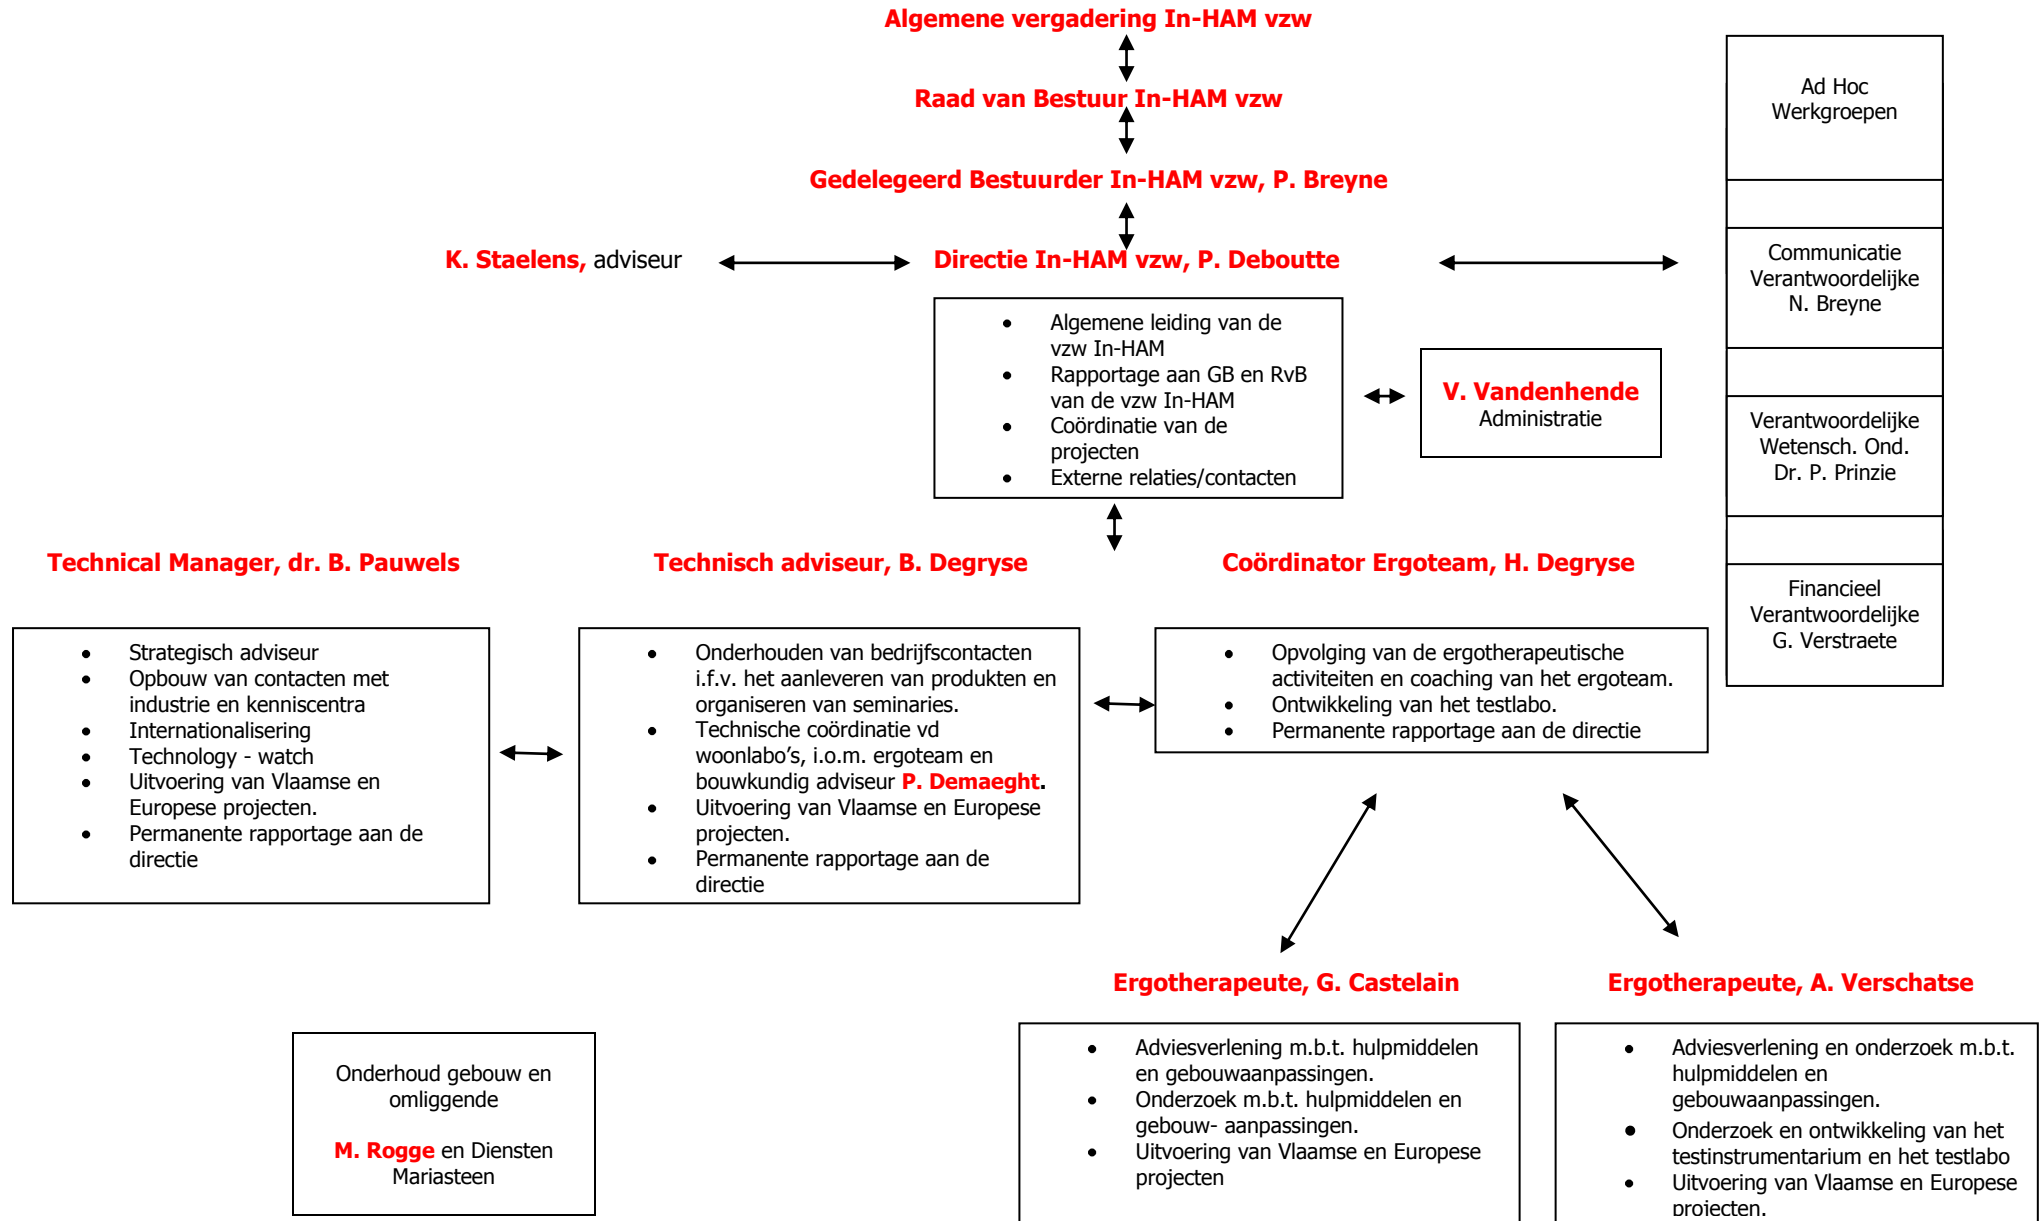 Algemene vergadering In-HAM vzw
Raad van Bestuur In-HAM vzw
Gedelegeerd Bestuurder In-HAM vzw, P. Breyne
K. Staelens, adviseur
Directie In-HAM vzw, P. Deboutte
• Algemene leiding van de
vzw In-HAM
• Rapportage aan GB en RvB
van de vzw In-HAM
• Coördinatie van de
projecten
• Externe relaties/contacten
V. Vandenhende
Administratie
Ad Hoc
Werkgroepen
Communicatie
Verantwoordelijke
N. Breyne
Verantwoordelijke
Wetensch. Ond.
Dr. P. Prinzie
Financieel
Verantwoordelijke
G. Verstraete
Technical Manager, dr. B. Pauwels
• Strategisch adviseur
• Opbouw van contacten met
industrie en kenniscentra
• Internationalisering
• Technology - watch
• Uitvoering van Vlaamse en
Europese projecten.
• Permanente rapportage aan de
directie
Technisch adviseur, B. Degryse
• Onderhouden van bedrijfscontacten
i.f.v. het aanleveren van produkten en
organiseren van seminaries.
• Technische coördinatie vd
woonlabo's, i.o.m. ergoteam en
bouwkundig adviseur P. Demaeght.
• Uitvoering van Vlaamse en Europese
projecten.
• Permanente rapportage aan de
directie
Coördinator Ergoteam, H. Degryse
• Opvolging van de ergotherapeutische
activiteiten en coaching van het ergoteam.
• Ontwikkeling van het testlabo.
• Permanente rapportage aan de directie
Ergotherapeute, G. Castelain
• Adviesverlening m.b.t. hulpmiddelen
en gebouwaanpassingen.
• Onderzoek m.b.t. hulpmiddelen en
gebouw- aanpassingen.
• Uitvoering van Vlaamse en Europese
projecten
Ergotherapeute, A. Verschatse
• Adviesverlening en onderzoek m.b.t.
hulpmiddelen en
gebouwaanpassingen.
• Onderzoek en ontwikkeling van het
testinstrumentarium en het testlabo
• Uitvoering van Vlaamse en Europese
projecten.
Onderhoud gebouw en
omliggende
M. Rogge en Diensten
Mariasteen